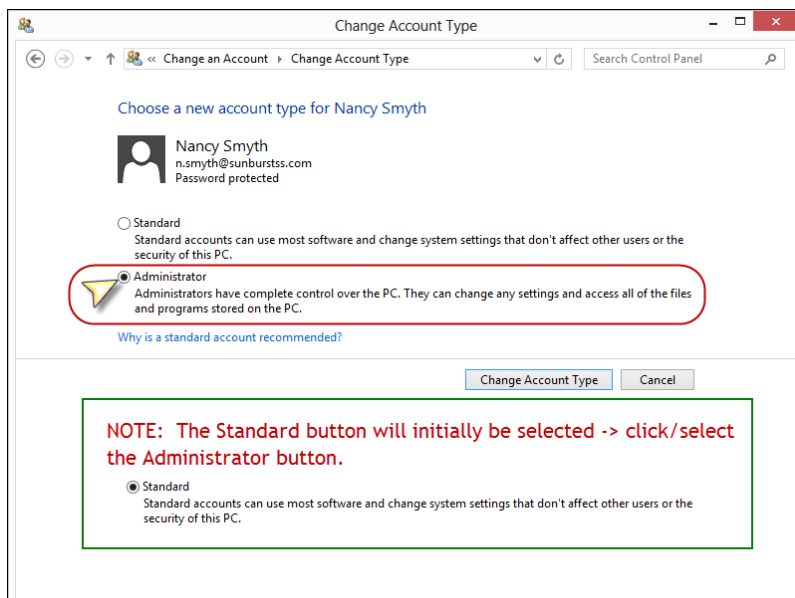 Change Account Type
« Change an Account Change Account Type Search Control Panel
Choose a new account type for Nancy Smyth
Nancy Smyth
n.smyth@sunburstss.com
Password protected
Standard
Standard accounts can use most software and change system settings that don't affect other users or the
security of this PC.
Administrator
Administrators have complete control over the PC. They can change any settings and access all of the files
and programs stored on the PC.
Why is a standard account recommended?
Change Account Type Cancel
NOTE: The Standard button will initially be selected -> click/select
the Administrator button.
Standard
Standard accounts can use most software and change system settings that don't affect other users or the
security of this PC.